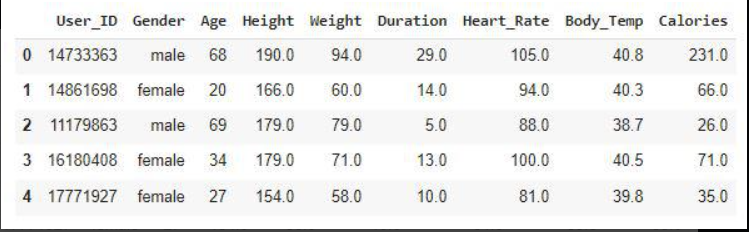 User_ID Gender Age Height Weight Duration Heart_Rate Body_Temp Calories
0 14733363 male 68 190.0 94.0 29.0 105.0 40.8 231.0
1 14861698 female 20 166.0 60.0 14.0 94.0 40.3 66.0
2 11179863 male 69 179.0 79.0 5.0 88.0 38.7 26.0
3 16180408 female 34 179.0 71.0 13.0 100.0 40.5 71.0
4 17771927 female 27 154.0 58.0 10.0 81.0 39.8 35.0